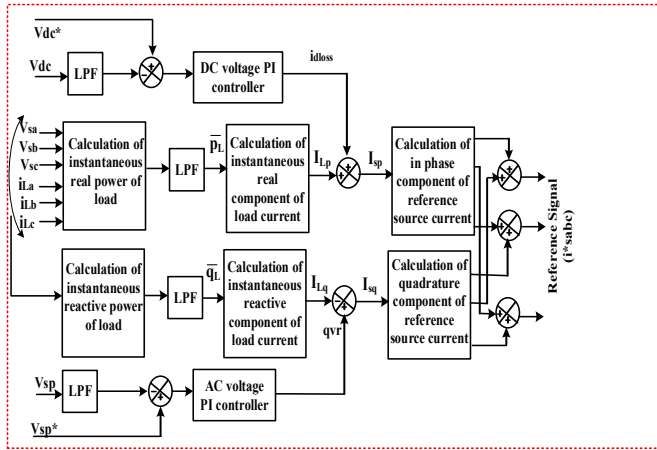 Vdc*
Vdc
LPF
DC voltage PI
controller
idloss
Vsa
Vsb
Vsc
iLa
iLb
iLc
Calculation of
instantaneous
real power of
load
LPF
p̅L
Calculation of
instantaneous
real
component of
load current
ILp
Isp
Calculation of
in phase
component of
reference
source current
Calculation of
instantaneous
reactive power
of load
LPF
q̅L
Calculation of
instantaneous
reactive
component of
load current
ILq
qvr
Isq
Calculation of
quadrature
component of
reference
source current
Reference Signal
(i*sabc)
Vsp
LPF
AC voltage
PI controller
Vsp*